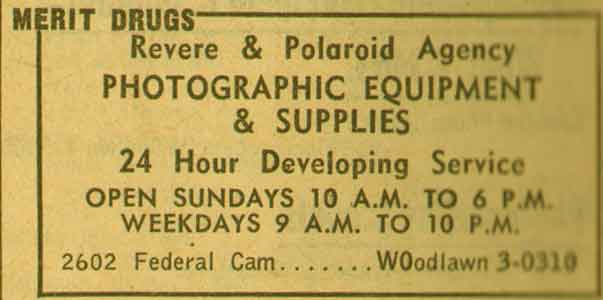 MERIT DRUGS
Revere & Polaroid Agency
PHOTOGRAPHIC EQUIPMENT
& SUPPLIES
24 Hour Developing Service
OPEN SUNDAYS 10 A.M. TO 6 P.M.
WEEKDAYS 9 A.M. TO 10 P.M.
2602 Federal Cam.......WOodlawn 3-0310